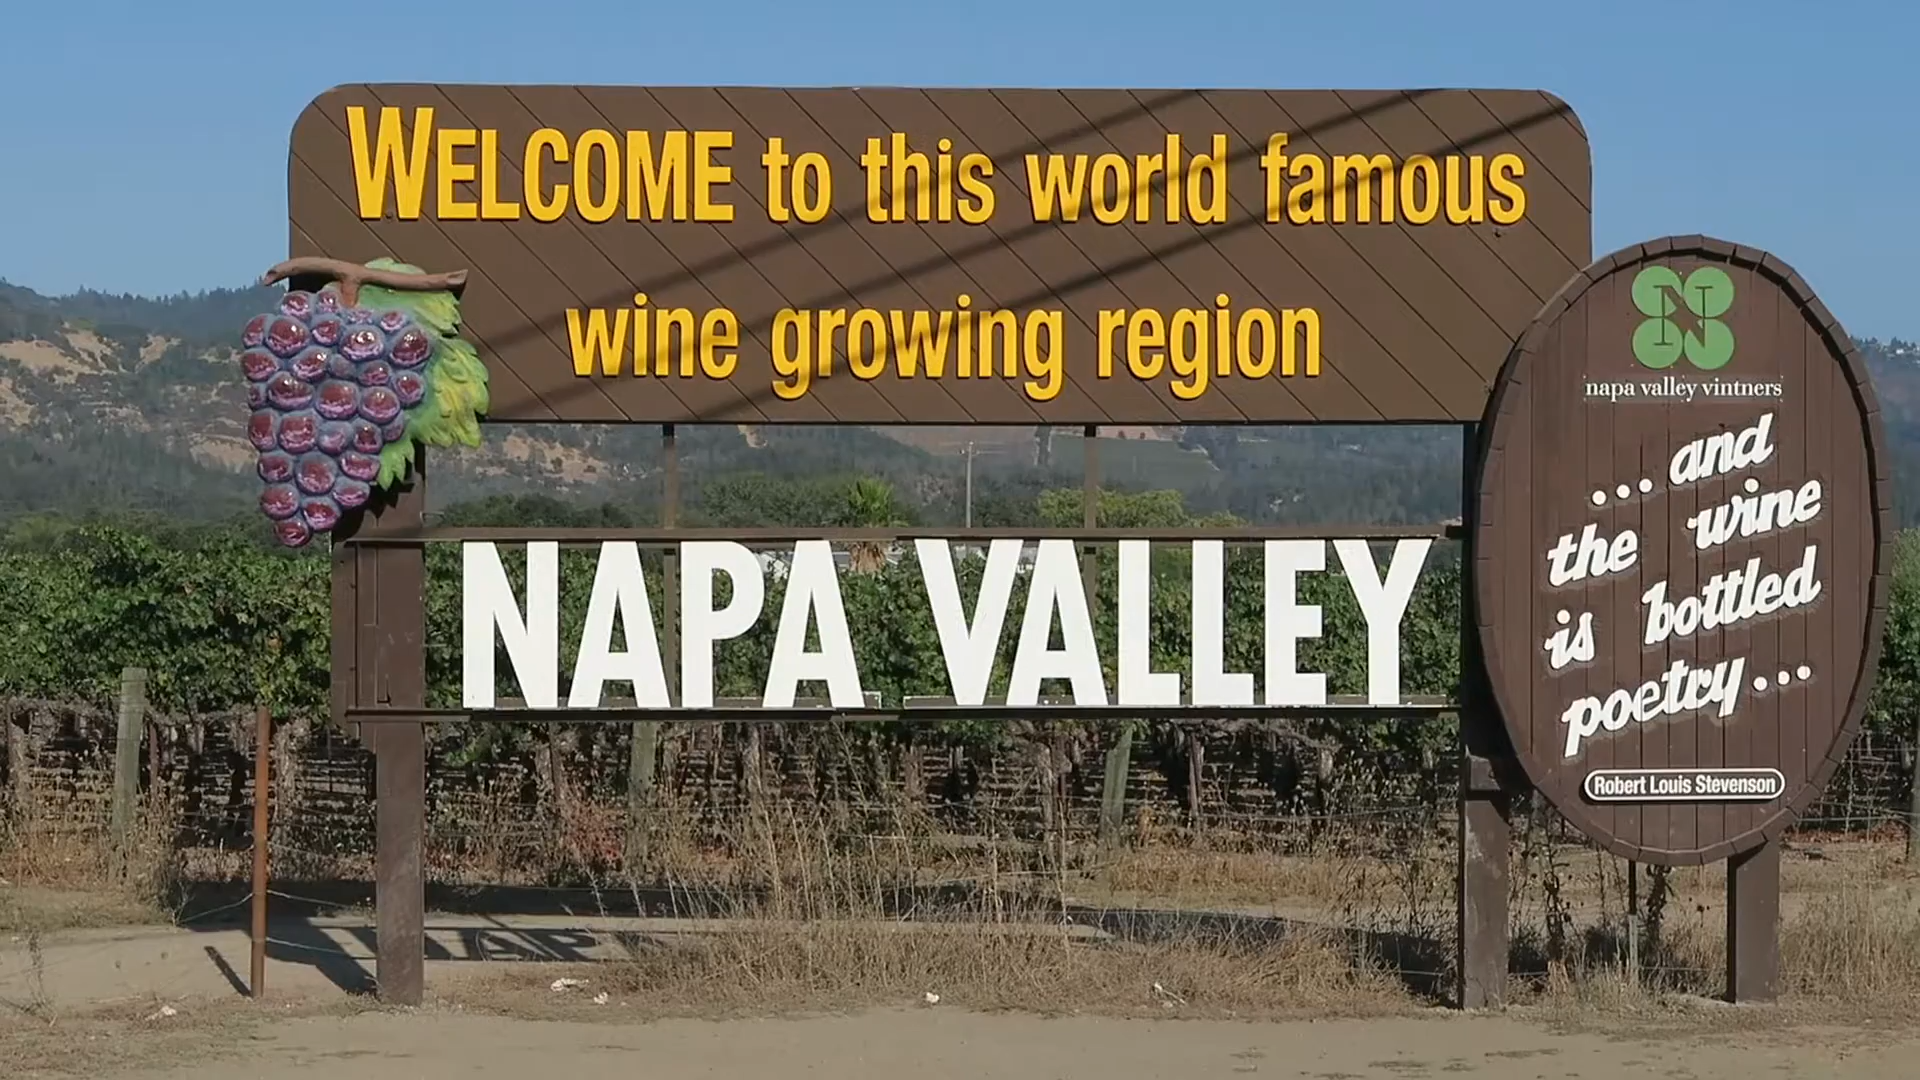 WELCOME to this world famous
wine growing region
NAPA VALLEY
N
napa valley vintners
...and
the wine
is bottled
poetry...
Robert Louis Stevenson